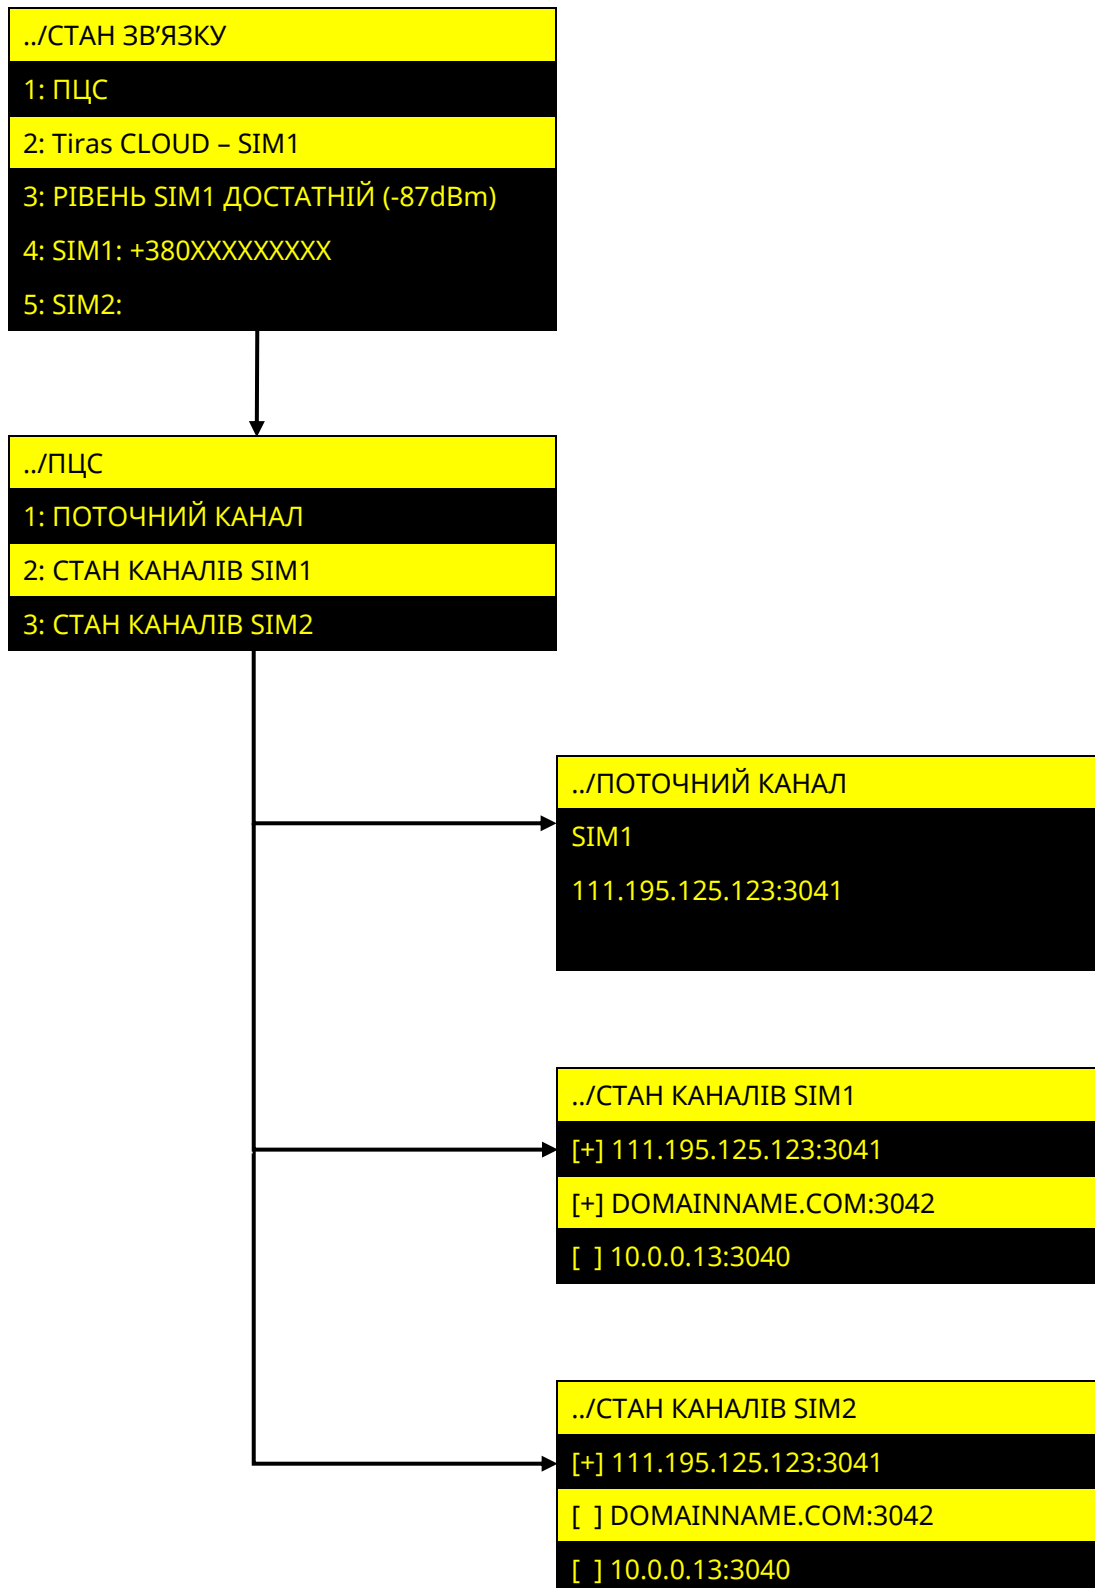 ../СТАН ЗВ’ЯЗКУ
1: ПЦС
2: Tiras CLOUD – SIM1
3: РІВЕНЬ SIM1 ДОСТАТНІЙ (-87dBm)
4: SIM1: +380XXXXXXXXX
5: SIM2:
../ПЦС
1: ПОТОЧНИЙ КАНАЛ
2: СТАН КАНАЛІВ SIM1
3: СТАН КАНАЛІВ SIM2
../ПОТОЧНИЙ КАНАЛ
SIM1
111.195.125.123:3041
../СТАН КАНАЛІВ SIM1
[+] 111.195.125.123:3041
[+] DOMAINNAME.COM:3042
[  ] 10.0.0.13:3040
../СТАН КАНАЛІВ SIM2
[+] 111.195.125.123:3041
[  ] DOMAINNAME.COM:3042
[  ] 10.0.0.13:3040